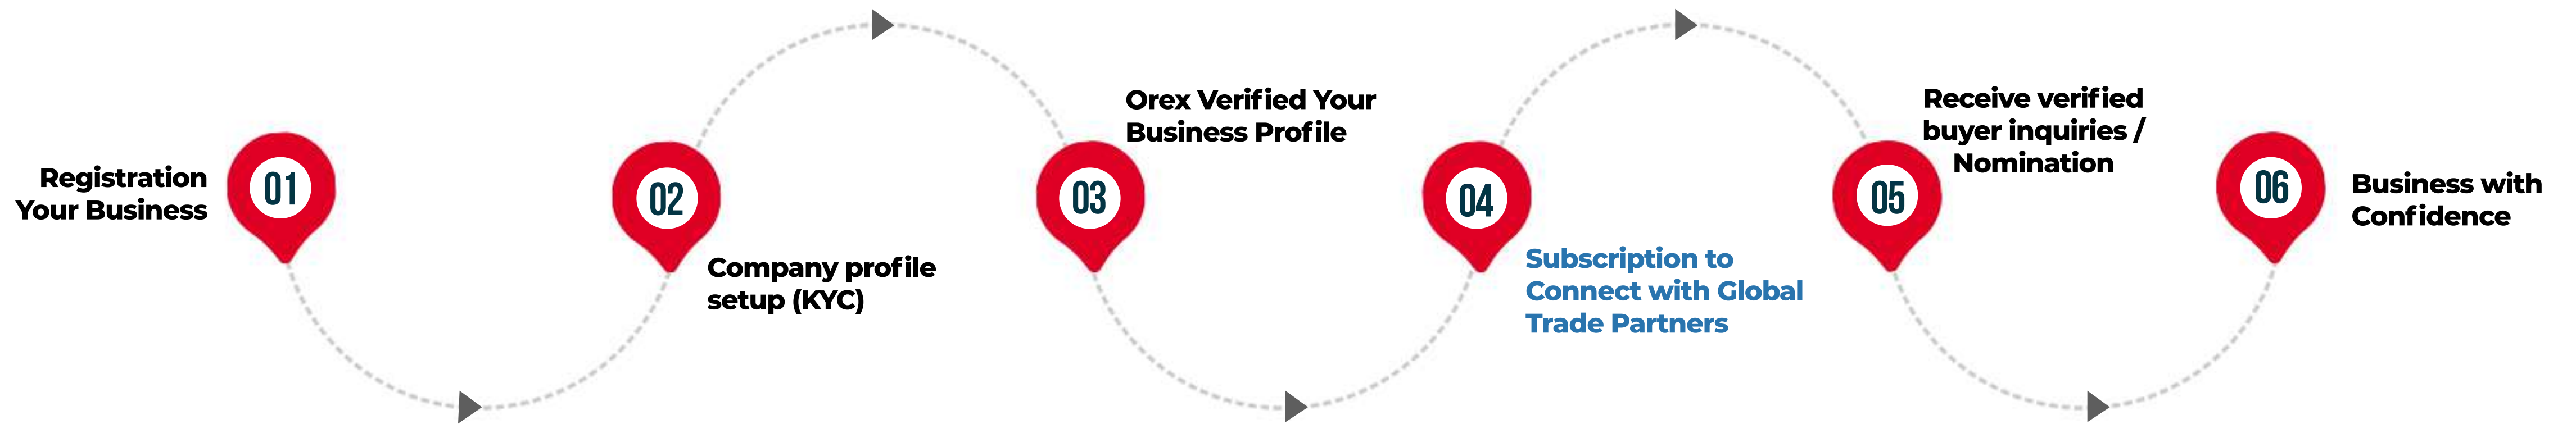 Registration
Your Business
01
02
Company profile
setup (KYC)
Orex Verified Your
Business Profile
03
04
Subscription to
Connect with Global
Trade Partners
Receive verified
buyer inquiries /
Nomination
05
06
Business with
Confidence